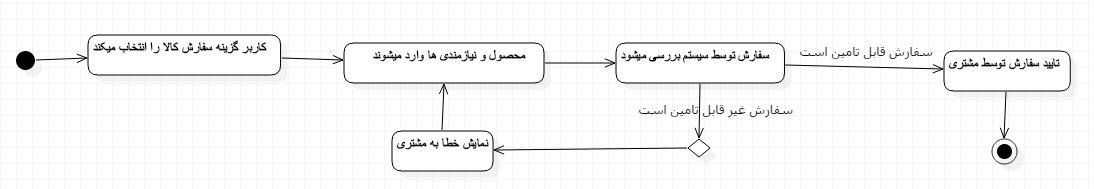 کاربر گزینه سفارش کالا را انتخاب میکند
محصول و نیازمندی ها وارد میشوند
سفارش توسط سیستم بررسی میشود
سفارش قابل تامین است
تایید سفارش توسط مشتری
سفارش غیر قابل تامین است
نمایش خطا به مشتری